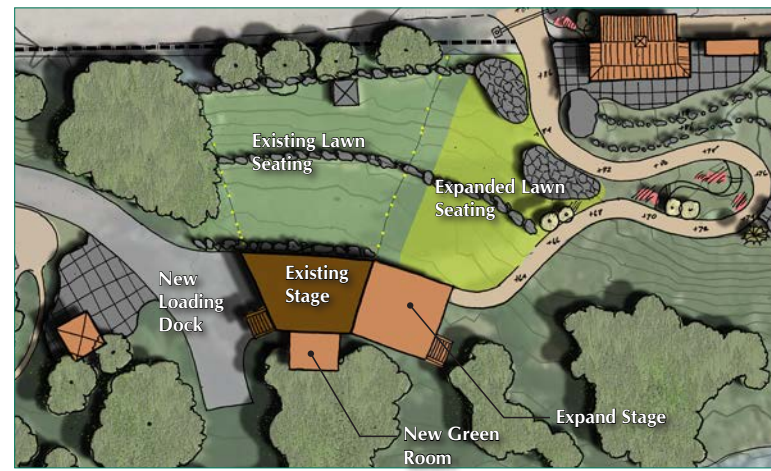 Existing Lawn
Seating
Expanded Lawn
Seating
New
Loading
Dock
Existing
Stage
Expand Stage
New Green
Room